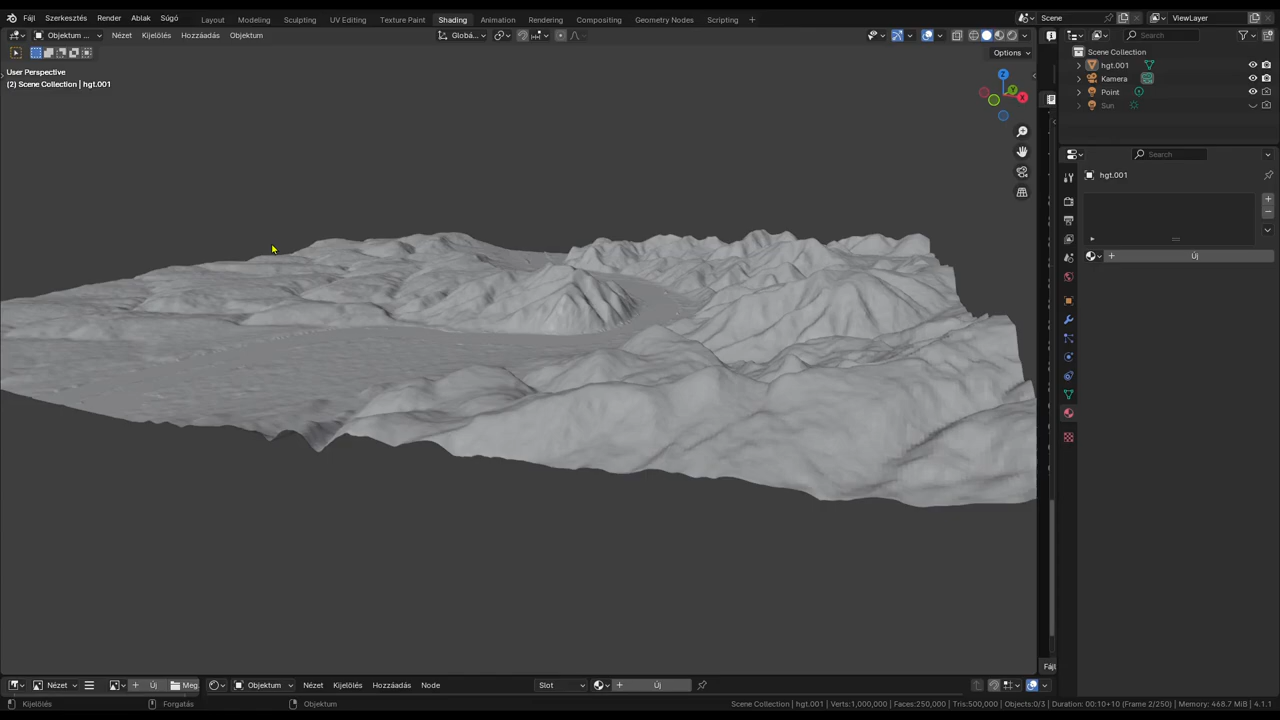 Fájl Szerkesztés Render Ablak Súgó Layout Modeling Sculpting UV Editing Texture Paint Shading Animation Rendering Compositing Geometry Nodes Scripting + Scene ViewLayer
Objektum ... Nézet Kijelölés Hozzáadás Objektum Globá... Search
Options
User Perspective
(2) Scene Collection | hgt.001
Z
Y
X
Scene Collection
hgt.001
Kamera
Point
Sun
Search
hgt.001
+ Új
Fájl
Nézet + Új Meg Objektum Nézet Kijelölés Hozzáadás Node Slot + Új
Kijelölés Forgatás Objektum Scene Collection | hgt.001 | Verts:1,000,000 | Faces:250,000 | Tris:500,000 | Objects:0/3 | Duration: 00:10+10 (Frame 2/250) | Memory: 468.7 MiB | 4.1.1